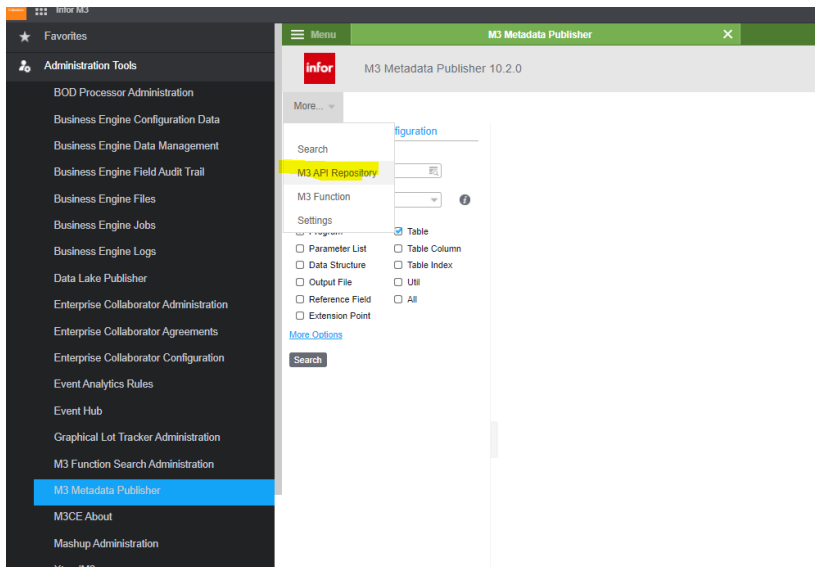 Infor M3
Favorites
Administration Tools
BOD Processor Administration
Business Engine Configuration Data
Business Engine Data Management
Business Engine Field Audit Trail
Business Engine Files
Business Engine Jobs
Business Engine Logs
Data Lake Publisher
Enterprise Collaborator Administration
Enterprise Collaborator Agreements
Enterprise Collaborator Configuration
Event Analytics Rules
Event Hub
Graphical Lot Tracker Administration
M3 Function Search Administration
M3 Metadata Publisher
M3CE About
Mashup Administration
Menu
M3 Metadata Publisher
infor
M3 Metadata Publisher 10.2.0
More...
figuration
Search
M3 API Repository
M3 Function
Settings
Program
Table
Parameter List
Table Column
Data Structure
Table Index
Output File
Util
Reference Field
All
Extension Point
More Options
Search